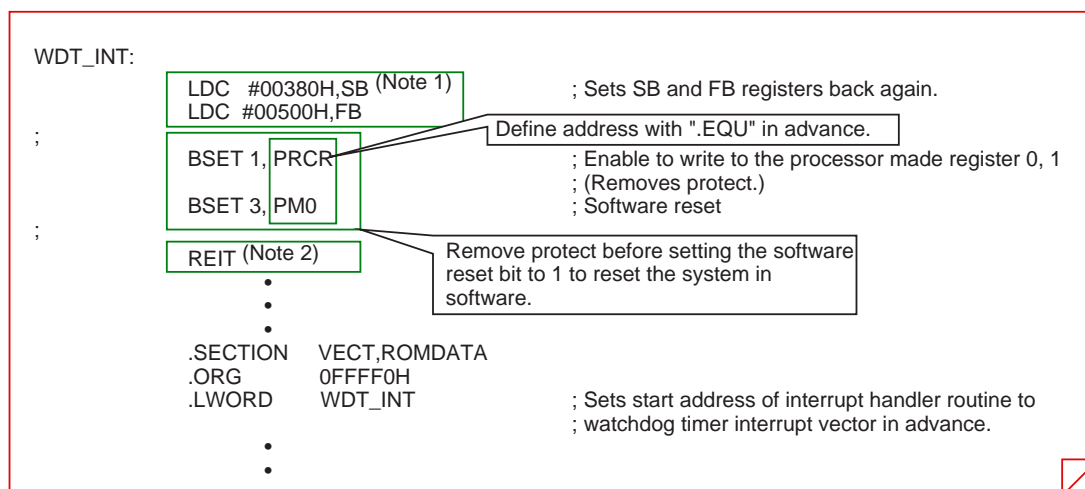 WDT_INT:
LDC #00380H,SB (Note 1) ; Sets SB and FB registers back again.
LDC #00500H,FB
Define address with ".EQU" in advance.
;
BSET 1, PRCR ; Enable to write to the processor made register 0, 1
; (Removes protect.)
BSET 3, PM0 ; Software reset
;
REIT (Note 2)
Remove protect before setting the software
reset bit to 1 to reset the system in
software.
•
•
•
.SECTION VECT,ROMDATA
.ORG 0FFFF0H
.LWORD WDT_INT ; Sets start address of interrupt handler routine to
; watchdog timer interrupt vector in advance.
•
•